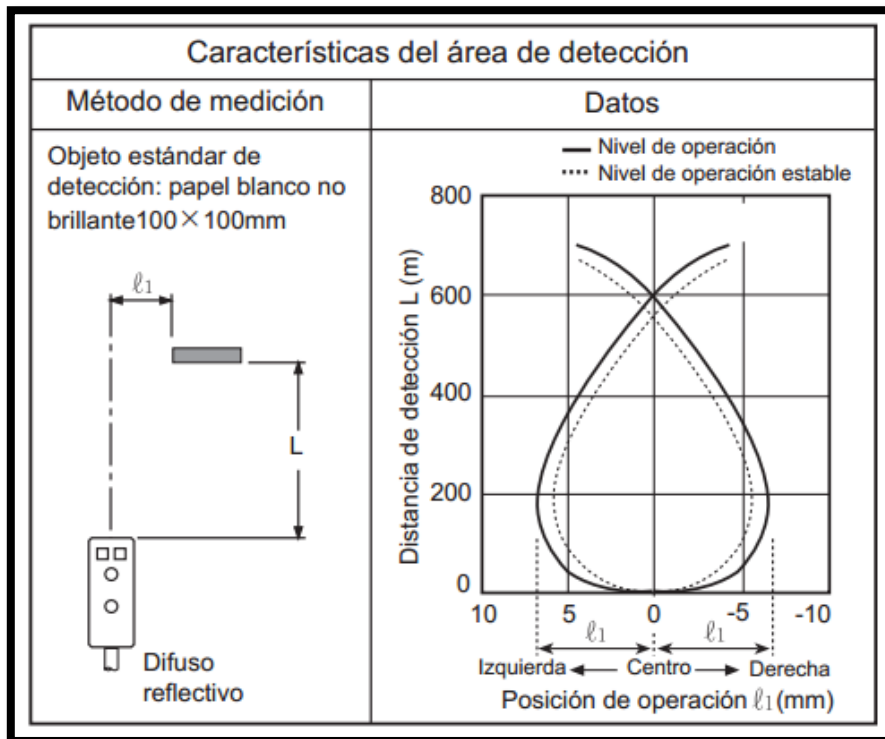 Características del área de detección
Método de medición
Datos
Objeto estándar de
detección: papel blanco no
brillante100×100mm
ℓ1
L
Difuso
reflectivo
Nivel de operación
Nivel de operación estable
Distancia de detección L (m)
800
600
400
200
0
10 5 0 -5 -10
ℓ1 ℓ1
Izquierda Centro Derecha
Posición de operación ℓ1(mm)